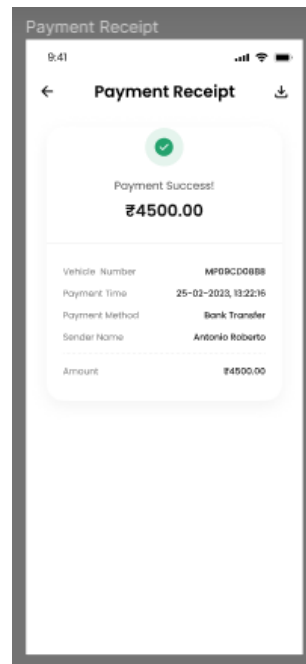 Payment Receipt
9:41
Payment Receipt
Payment Success!
₹4500.00
Vehicle Number MP09CD0888
Payment Time 25-02-2023, 13:22:16
Payment Method Bank Transfer
Sender Name Antonio Roberto
Amount ₹4500.00